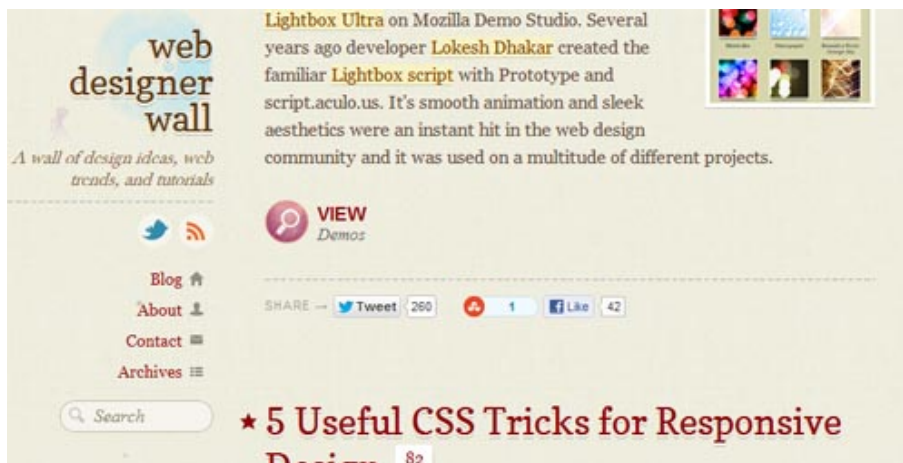 web
designer
wall
A wall of design ideas, web
trends, and tutorials
Blog
About
Contact
Archives
Search
Lightbox Ultra on Mozilla Demo Studio. Several
years ago developer Lokesh Dhakar created the
familiar Lightbox script with Prototype and
script.aculo.us. It's smooth animation and sleek
aesthetics were an instant hit in the web design
community and it was used on a multitude of different projects.
VIEW
Demos
SHARE → Tweet 260 1 Like 42
★ 5 Useful CSS Tricks for Responsive
Design 82